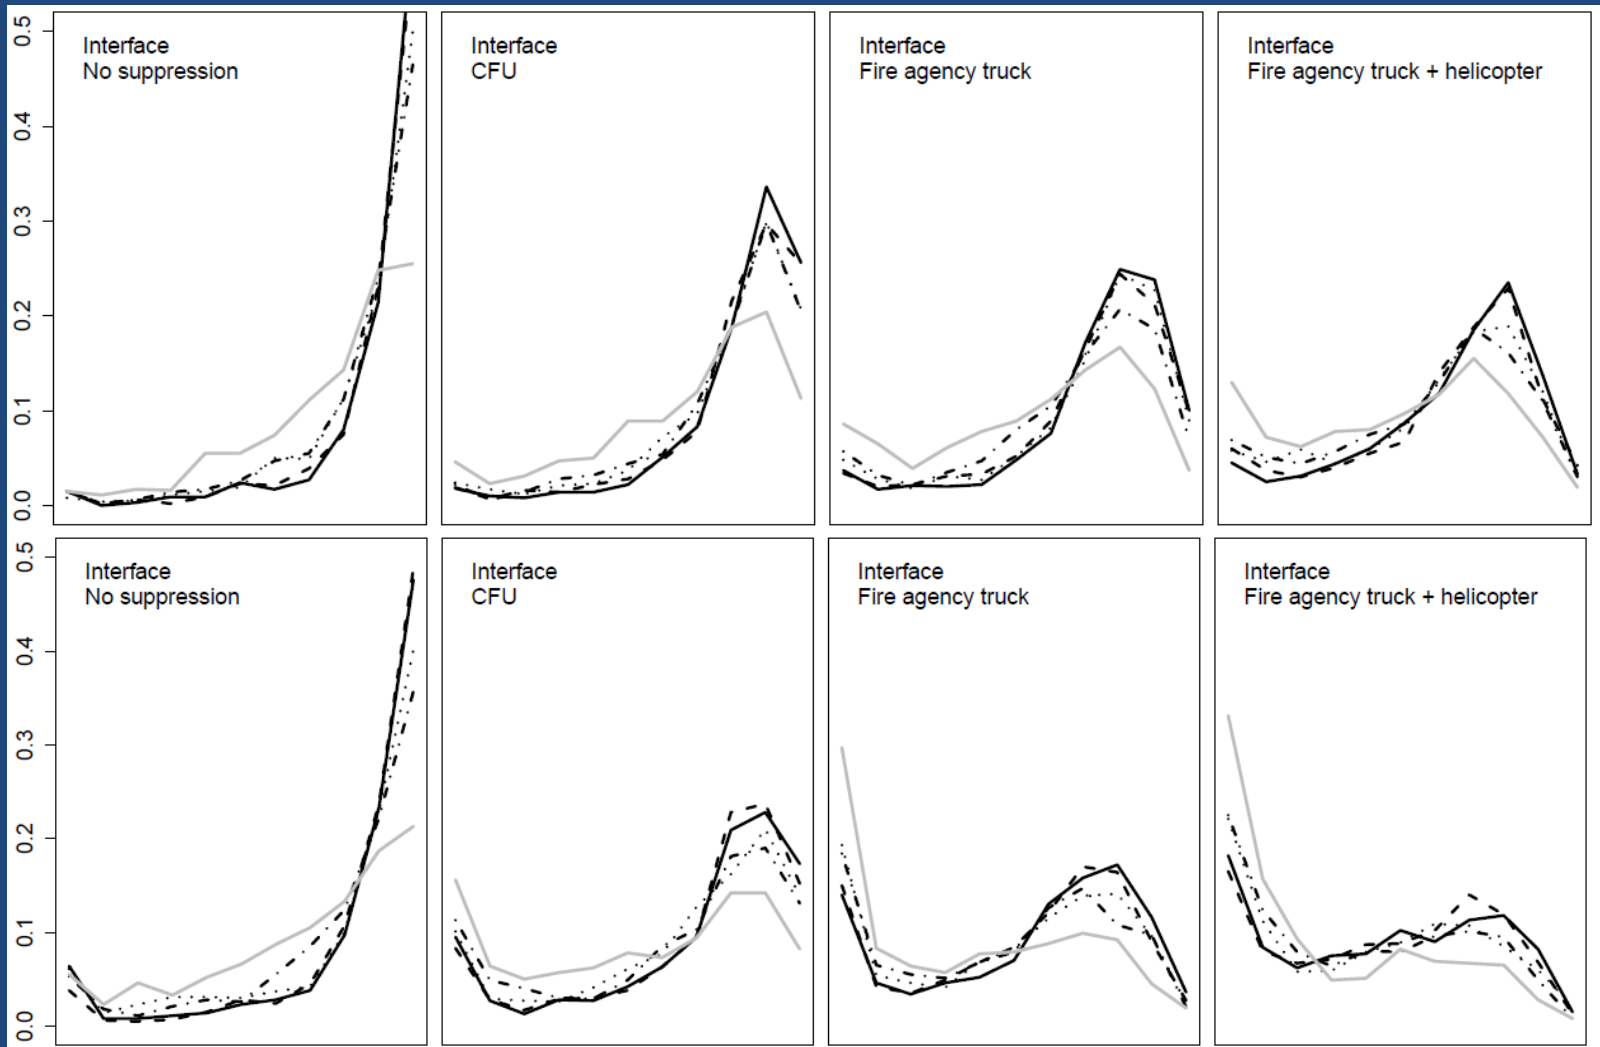 0.5
0.4
0.3
0.2
0.1
0.0
Interface
No suppression
Interface
CFU
Interface
Fire agency truck
Interface
Fire agency truck + helicopter
0.5
0.4
0.3
0.2
0.1
0.0
Interface
No suppression
Interface
CFU
Interface
Fire agency truck
Interface
Fire agency truck + helicopter